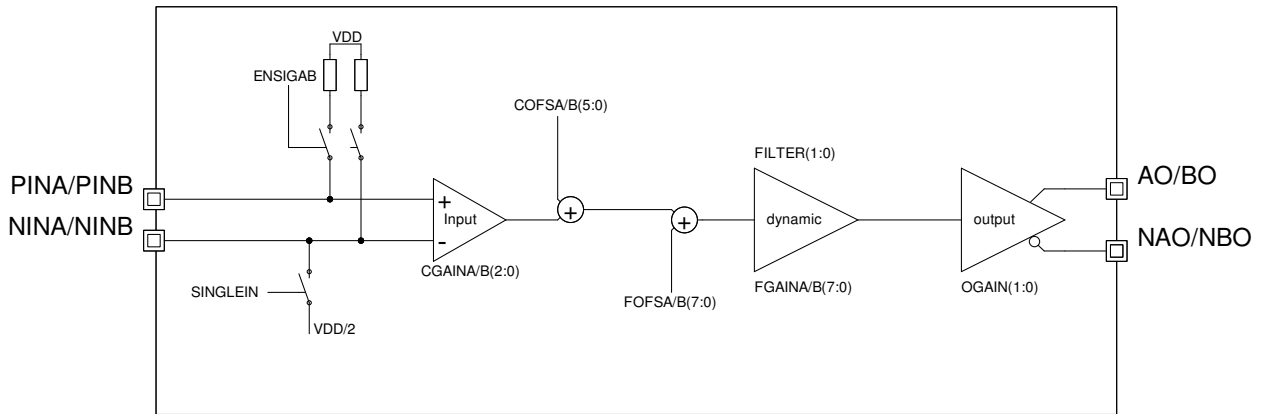 VDD
ENSIGAB
COFSA/B(5:0)
FILTER(1:0)
PINA/PINB
AO/BO
+
Input
+
NINA/NINB
-
+
dynamic
output
NAO/NBO
CGAINA/B(2:0)
FGAINA/B(7:0)
OGAIN(1:0)
SINGLEIN
FOFSA/B(7:0)
VDD/2